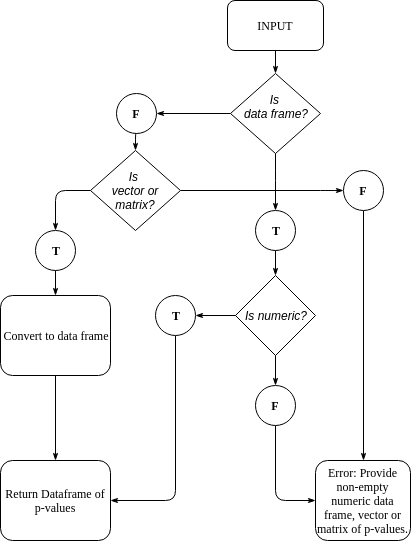 INPUT
Is
data frame?
F
Is
vector or
matrix?
F
T
T
Is numeric?
T
Convert to data frame
F
Return Dataframe of
p-values
Error: Provide
non-empty
numeric data
frame, vector or
matrix of p-values.